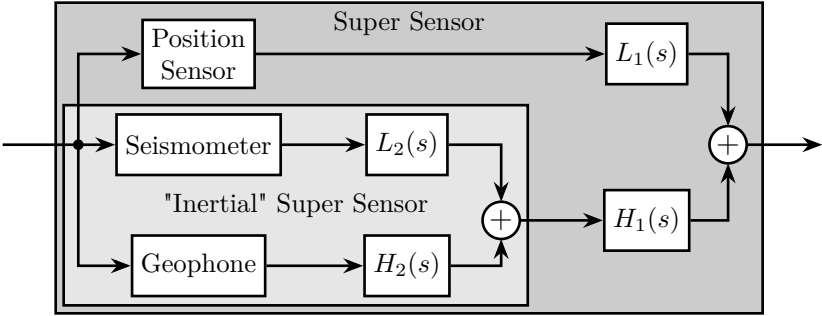 Super Sensor
Position
Sensor
L₁(s)
Seismometer
L₂(s)
+
"Inertial" Super Sensor
+
H₁(s)
Geophone
H₂(s)